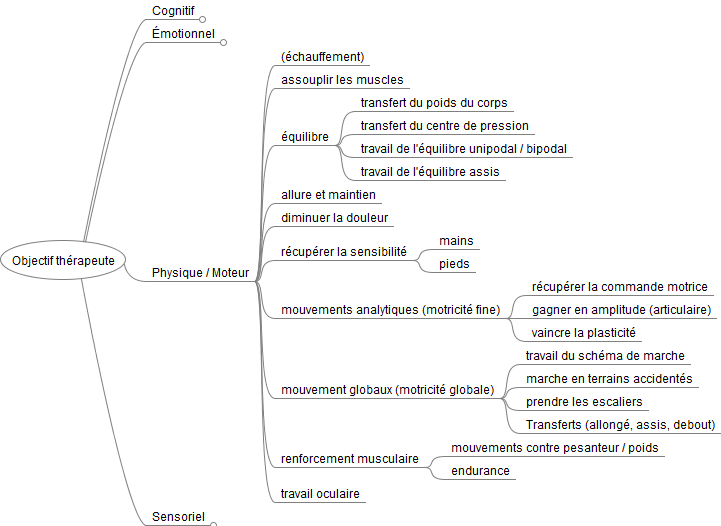 Objectif thérapeute
Cognitif
Émotionnel
Physique / Moteur
(échauffement)
assouplir les muscles
équilibre
transfert du poids du corps
transfert du centre de pression
travail de l'équilibre unipodal / bipodal
travail de l'équilibre assis
allure et maintien
diminuer la douleur
récupérer la sensibilité
mains
pieds
mouvements analytiques (motricité fine)
récupérer la commande motrice
gagner en amplitude (articulaire)
vaincre la plasticité
mouvement globaux (motricité globale)
travail du schéma de marche
marche en terrains accidentés
prendre les escaliers
Transferts (allongé, assis, debout)
renforcement musculaire
mouvements contre pesanteur / poids
endurance
travail oculaire
Sensoriel